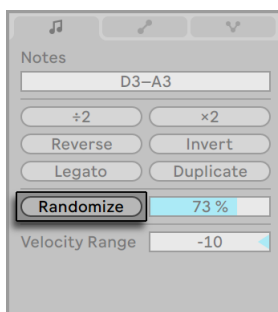 Notes
D3–A3
÷2 ×2
Reverse Invert
Legato Duplicate
Randomize 73 %
Velocity Range -10